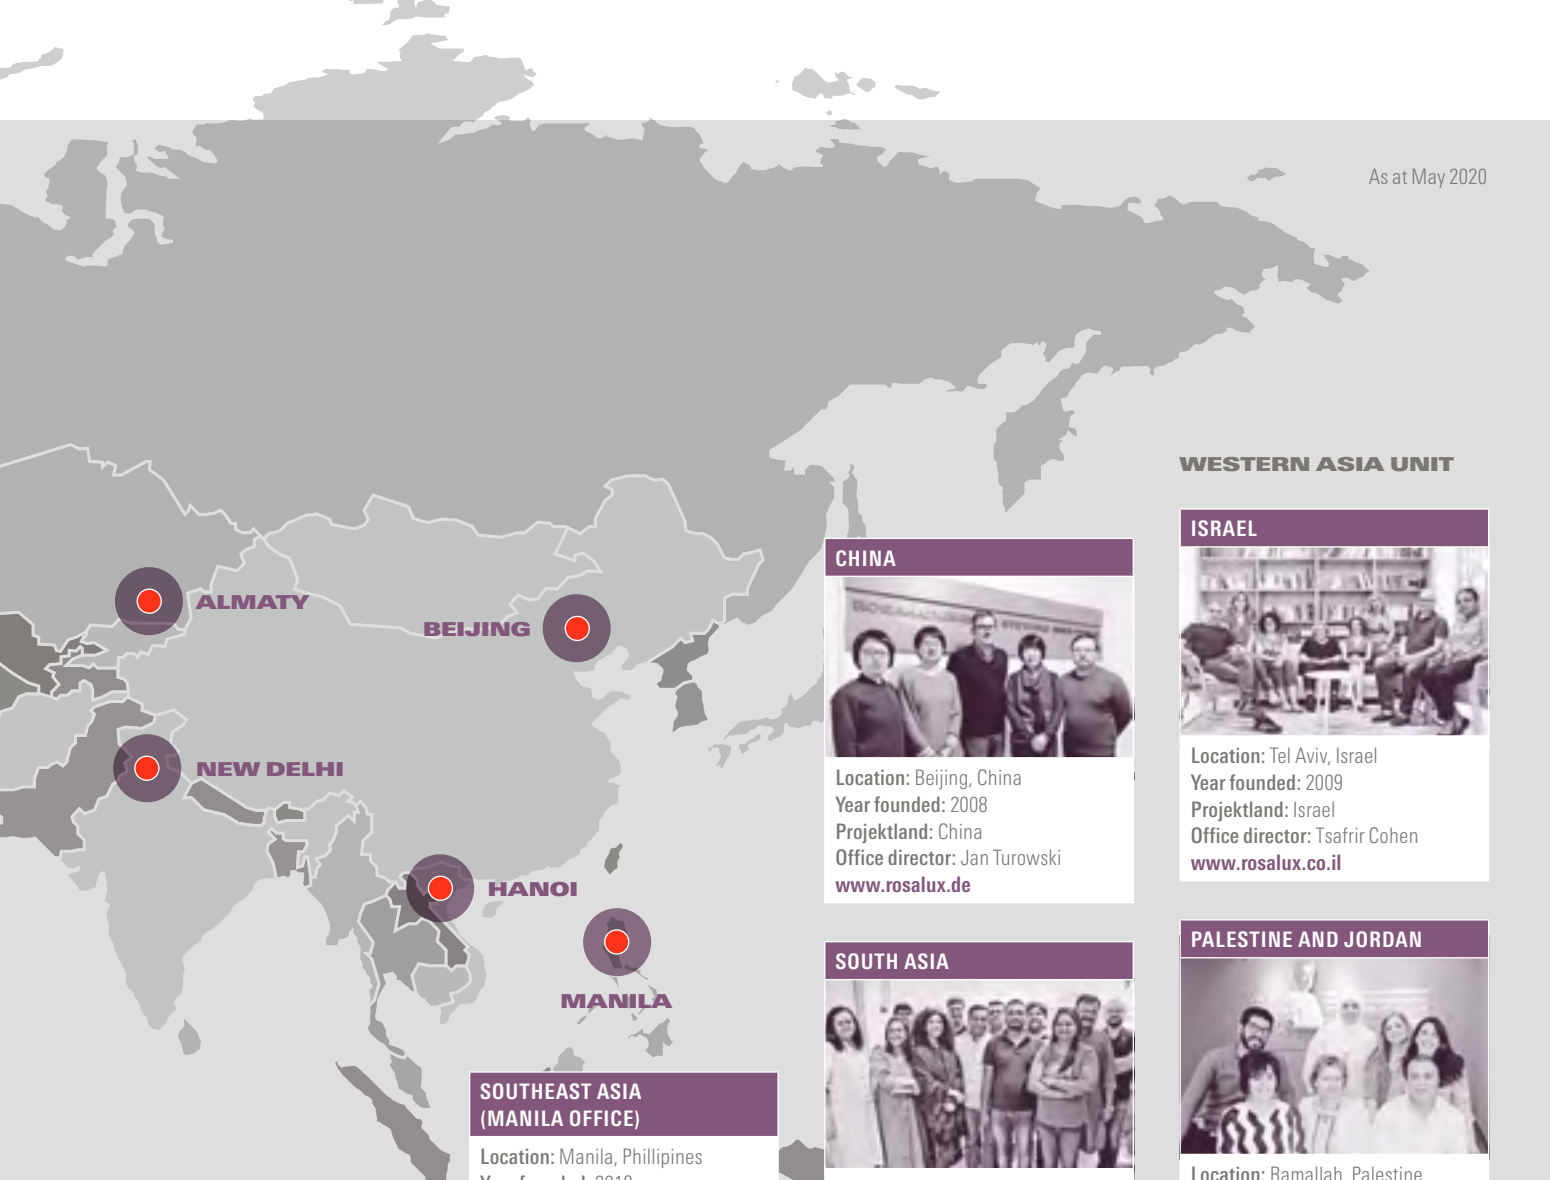 As at May 2020
ALMATY
BEIJING
NEW DELHI
HANOI
MANILA
SOUTHEAST ASIA
(MANILA OFFICE)
Location: Manila, Phillipines
CHINA
Location: Beijing, China
Year founded: 2008
Projektland: China
Office director: Jan Turowski
www.rosalux.de
SOUTH ASIA
WESTERN ASIA UNIT
ISRAEL
Location: Tel Aviv, Israel
Year founded: 2009
Projektland: Israel
Office director: Tsafrir Cohen
www.rosalux.co.il
PALESTINE AND JORDAN
Location: Ramallah, Palestine